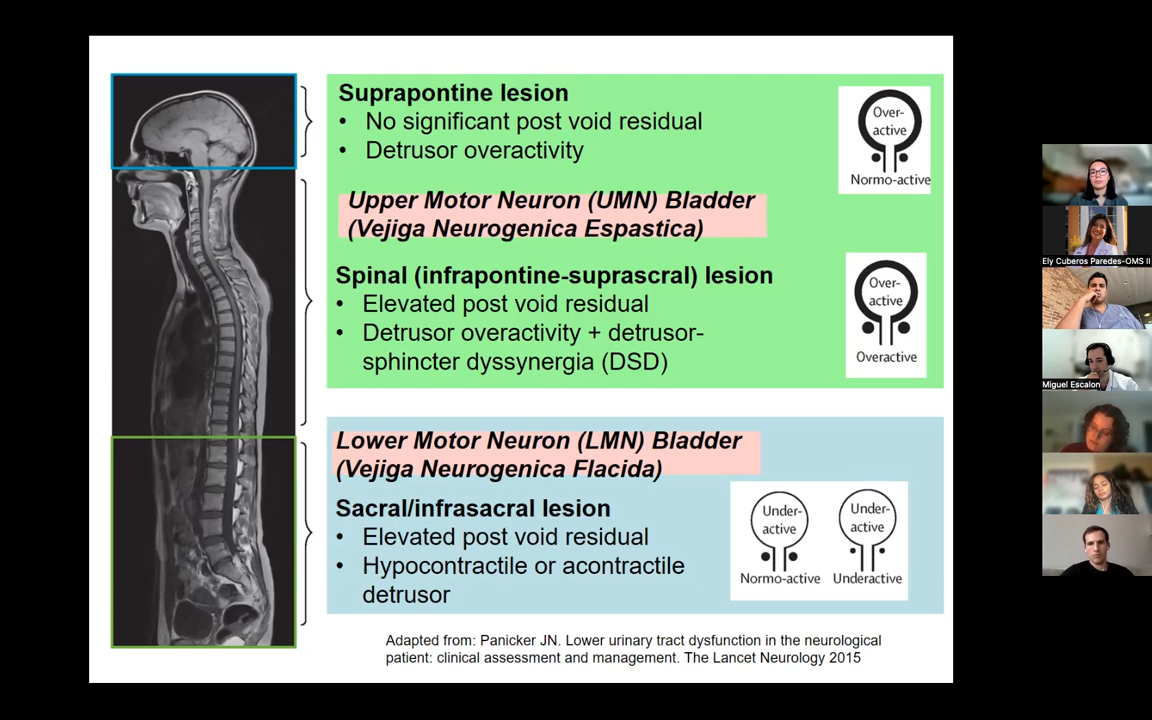 Suprapontine lesion
• No significant post void residual
• Detrusor overactivity
Over-
active
Normo-active
Upper Motor Neuron (UMN) Bladder
(Vejiga Neurogenica Espastica)
Spinal (infrapontine-suprascral) lesion
• Elevated post void residual
• Detrusor overactivity + detrusor-
sphincter dyssynergia (DSD)
Over-
active
Overactive
Lower Motor Neuron (LMN) Bladder
(Vejiga Neurogenica Flacida)
Sacral/infrasacral lesion
• Elevated post void residual
• Hypocontractile or acontractile
detrusor
Under-
active
Normo-active
Under-
active
Underactive
Adapted from: Panicker JN. Lower urinary tract dysfunction in the neurological
patient: clinical assessment and management. The Lancet Neurology 2015
Ely Cuberos Paredes-OMS II
Miguel Escalon